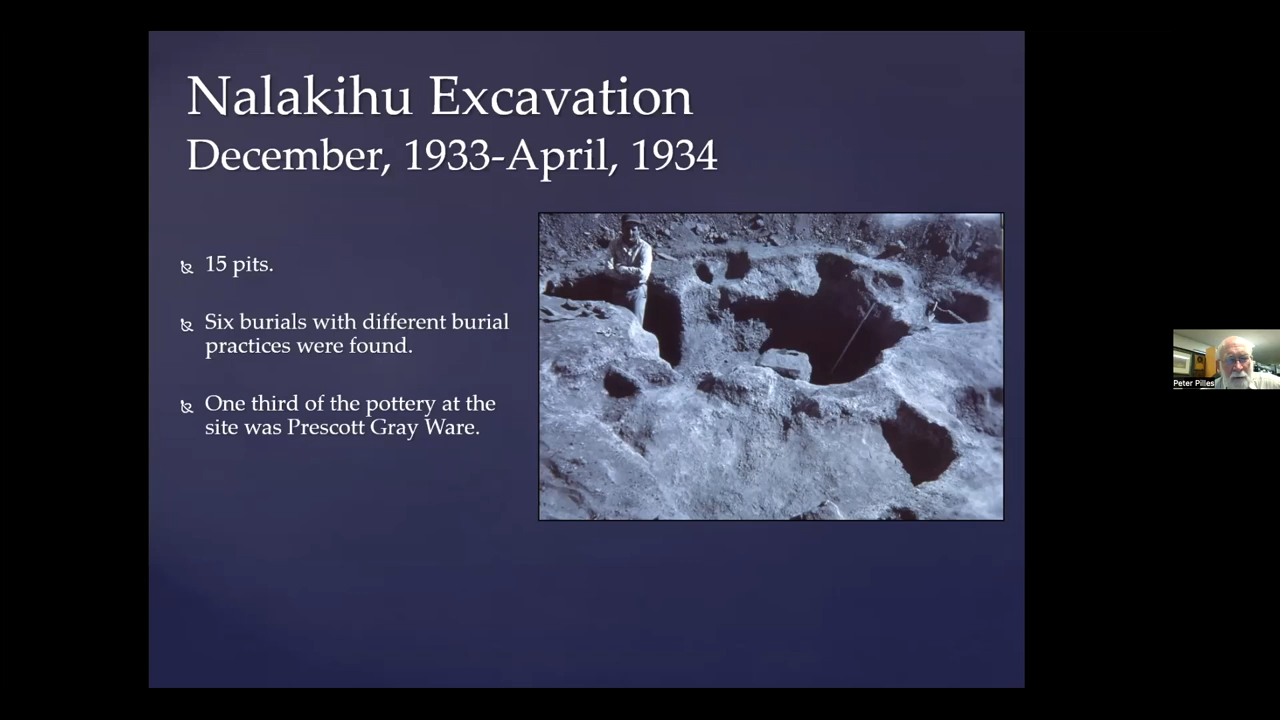 Nalakihu Excavation
December, 1933-April, 1934
15 pits.
Six burials with different burial
practices were found.
One third of the pottery at the
site was Prescott Gray Ware.
Peter Pilles